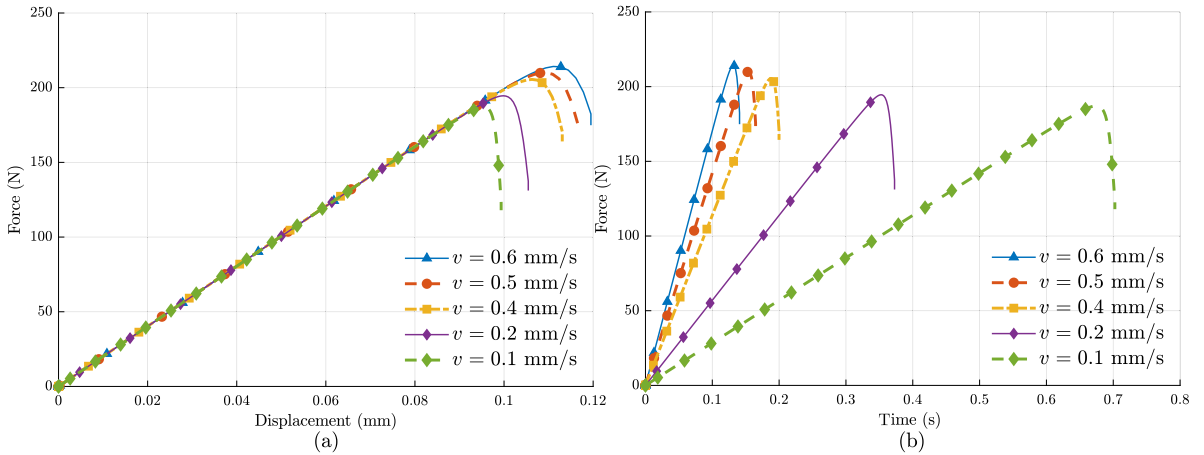 250
200
150
100
50
0
Force (N)
0
0.02
0.04
0.06
0.08
0.1
0.12
Displacement (mm)
v = 0.6 mm/s
v = 0.5 mm/s
v = 0.4 mm/s
v = 0.2 mm/s
v = 0.1 mm/s
(a)
250
200
150
100
50
0
Force (N)
0
0.1
0.2
0.3
0.4
0.5
0.6
0.7
0.8
Time (s)
v = 0.6 mm/s
v = 0.5 mm/s
v = 0.4 mm/s
v = 0.2 mm/s
v = 0.1 mm/s
(b)